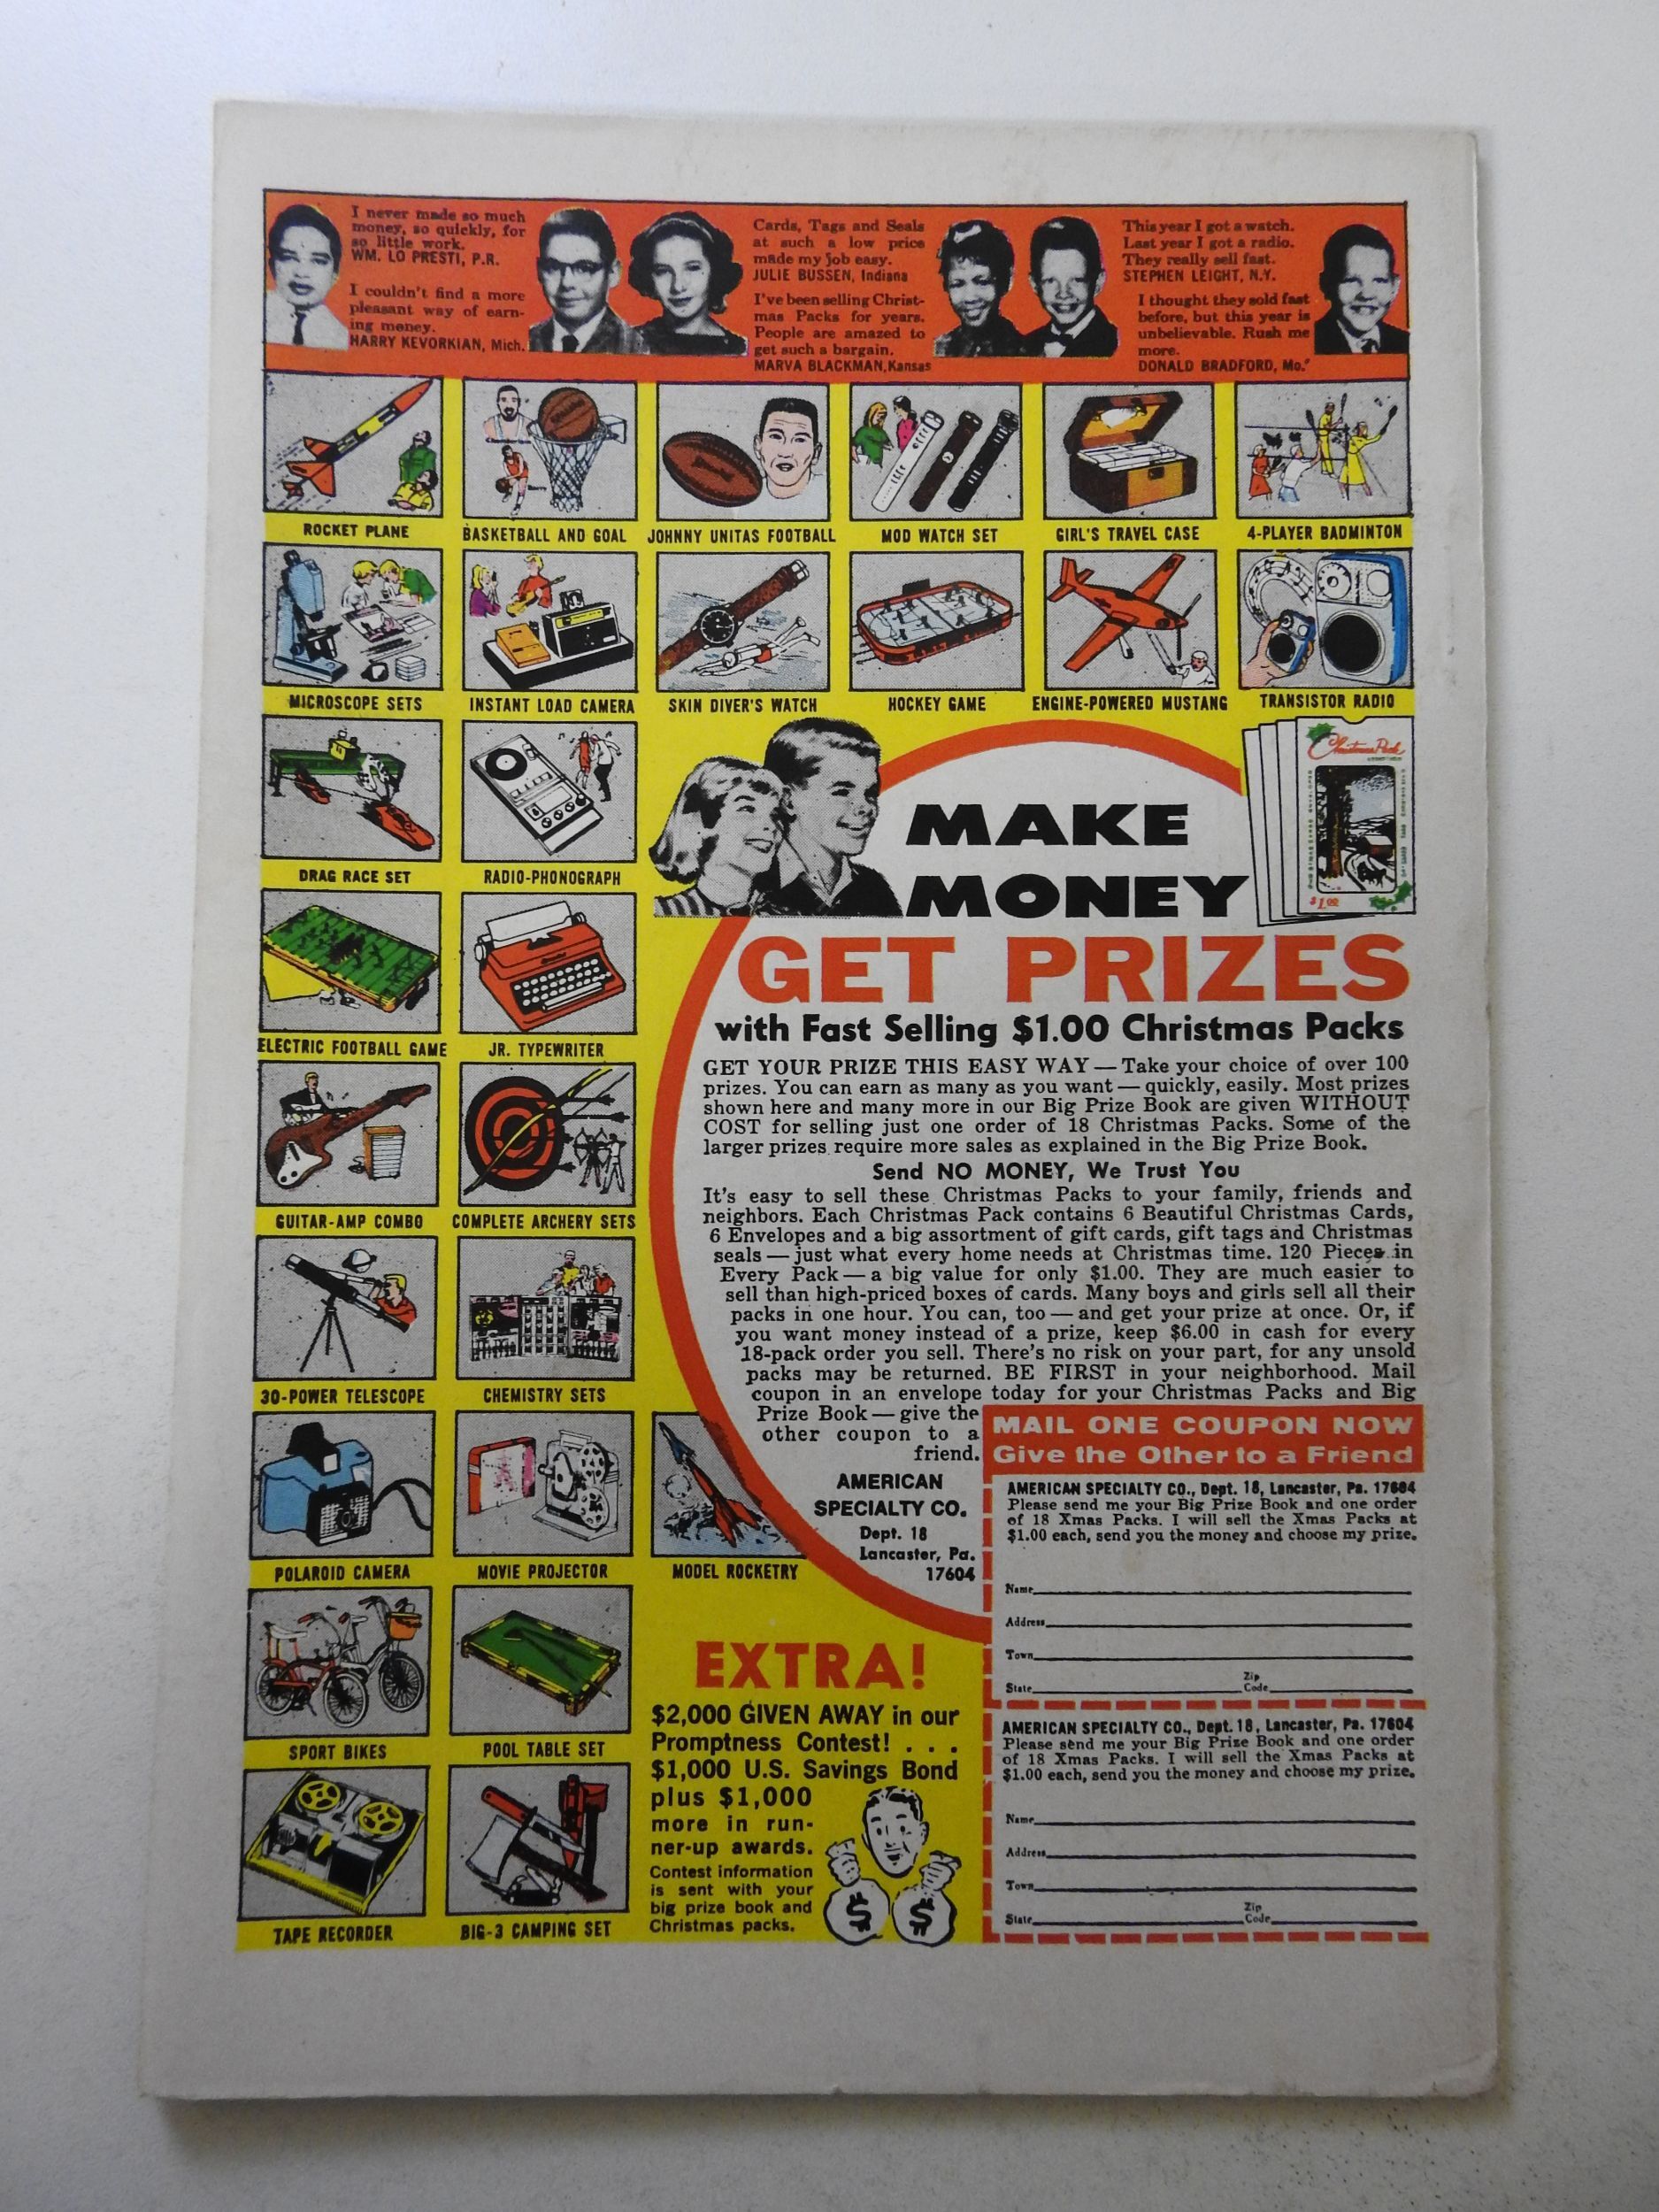 I never made so much
money, so quickly, for
so little work.
WM. LO PRESTI, P.R.
I couldn't find a more
pleasant way of earn-
ing money.
HARRY KEVORKIAN, Mich.
Cards, Tags and Seals
at such a low price
made my job easy.
JULIE BUSSEN, Indiana
I've been selling Christ-
mas Packs for years.
People are amazed to
get such a bargain.
MARVA BLACKMAN, Kansas
This year I got a watch.
Last year I got a radio.
They really sell fast.
STEPHEN LEIGHT, N.Y.
I thought they sold fast
before, but this year is
unbelievable. Rush me
more.
DONALD BRADFORD, Mo."
ROCKET PLANE
BASKETBALL AND GOAL
JOHNNY UNITAS FOOTBALL
MOD WATCH SET
GIRL'S TRAVEL CASE
4-PLAYER BADMINTON
MICROSCOPE SETS
INSTANT LOAD CAMERA
SKIN DIVER'S WATCH
HOCKEY GAME
ENGINE-POWERED MUSTANG
TRANSISTOR RADIO
DRAG RACE SET
RADIO-PHONOGRAPH
ELECTRIC FOOTBALL GAME
JR. TYPEWRITER
GUITAR-AMP COMBO
COMPLETE ARCHERY SETS
30-POWER TELESCOPE
CHEMISTRY SETS
POLAROID CAMERA
MOVIE PROJECTOR
MODEL ROCKETRY
SPORT BIKES
POOL TABLE SET
TAPE RECORDER
BIG-3 CAMPING SET
Christmas Pack
$1.00
MAKE
MONEY
GET PRIZES
with Fast Selling $1.00 Christmas Packs
GET YOUR PRIZE THIS EASY WAY — Take your choice of over 100
prizes. You can earn as many as you want — quickly, easily. Most prizes
shown here and many more in our Big Prize Book are given WITHOUT
COST for selling just one order of 18 Christmas Packs. Some of the
larger prizes require more sales as explained in the Big Prize Book.
Send NO MONEY, We Trust You
It's easy to sell these Christmas Packs to your family, friends and
neighbors. Each Christmas Pack contains 6 Beautiful Christmas Cards,
6 Envelopes and a big assortment of gift cards, gift tags and Christmas
seals — just what every home needs at Christmas time. 120 Pieces in
Every Pack — a big value for only $1.00. They are much easier to
sell than high-priced boxes of cards. Many boys and girls sell all their
packs in one hour. You can, too — and get your prize at once. Or, if
you want money instead of a prize, keep $6.00 in cash for every
18-pack order you sell. There's no risk on your part, for any unsold
packs may be returned. BE FIRST in your neighborhood. Mail
coupon in an envelope today for your Christmas Packs and Big
Prize Book — give the
other coupon to a
friend.
AMERICAN
SPECIALTY CO.
Dept. 18
Lancaster, Pa.
17604
MAIL ONE COUPON NOW
Give the Other to a Friend
AMERICAN SPECIALTY CO., Dept. 18, Lancaster, Pa. 17604
Please send me your Big Prize Book and one order
of 18 Xmas Packs. I will sell the Xmas Packs at
$1.00 each, send you the money and choose my prize.
Name
Address
Town
State Zip Code
AMERICAN SPECIALTY CO., Dept. 18, Lancaster, Pa. 17604
Please send me your Big Prize Book and one order
of 18 Xmas Packs. I will sell the Xmas Packs at
$1.00 each, send you the money and choose my prize.
Name
Address
Town
State Zip Code
EXTRA!
$2,000 GIVEN AWAY in our
Promptness Contest! . . .
$1,000 U.S. Savings Bond
plus $1,000
more in run-
ner-up awards.
Contest information
is sent with your
big prize book and
Christmas packs.
$ $